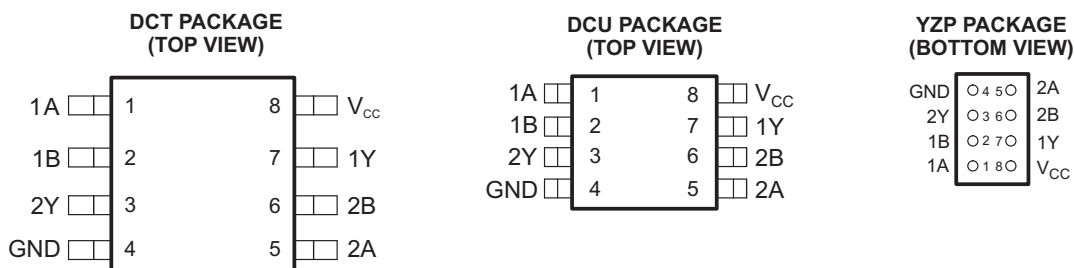 DCT PACKAGE
(TOP VIEW)
1A 1 8 VCC
1B 2 7 1Y
2Y 3 6 2B
GND 4 5 2A
DCU PACKAGE
(TOP VIEW)
1A 1 8 VCC
1B 2 7 1Y
2Y 3 6 2B
GND 4 5 2A
YZP PACKAGE
(BOTTOM VIEW)
GND 4 5 2A
2Y 3 6 2B
1B 2 7 1Y
1A 1 8 VCC